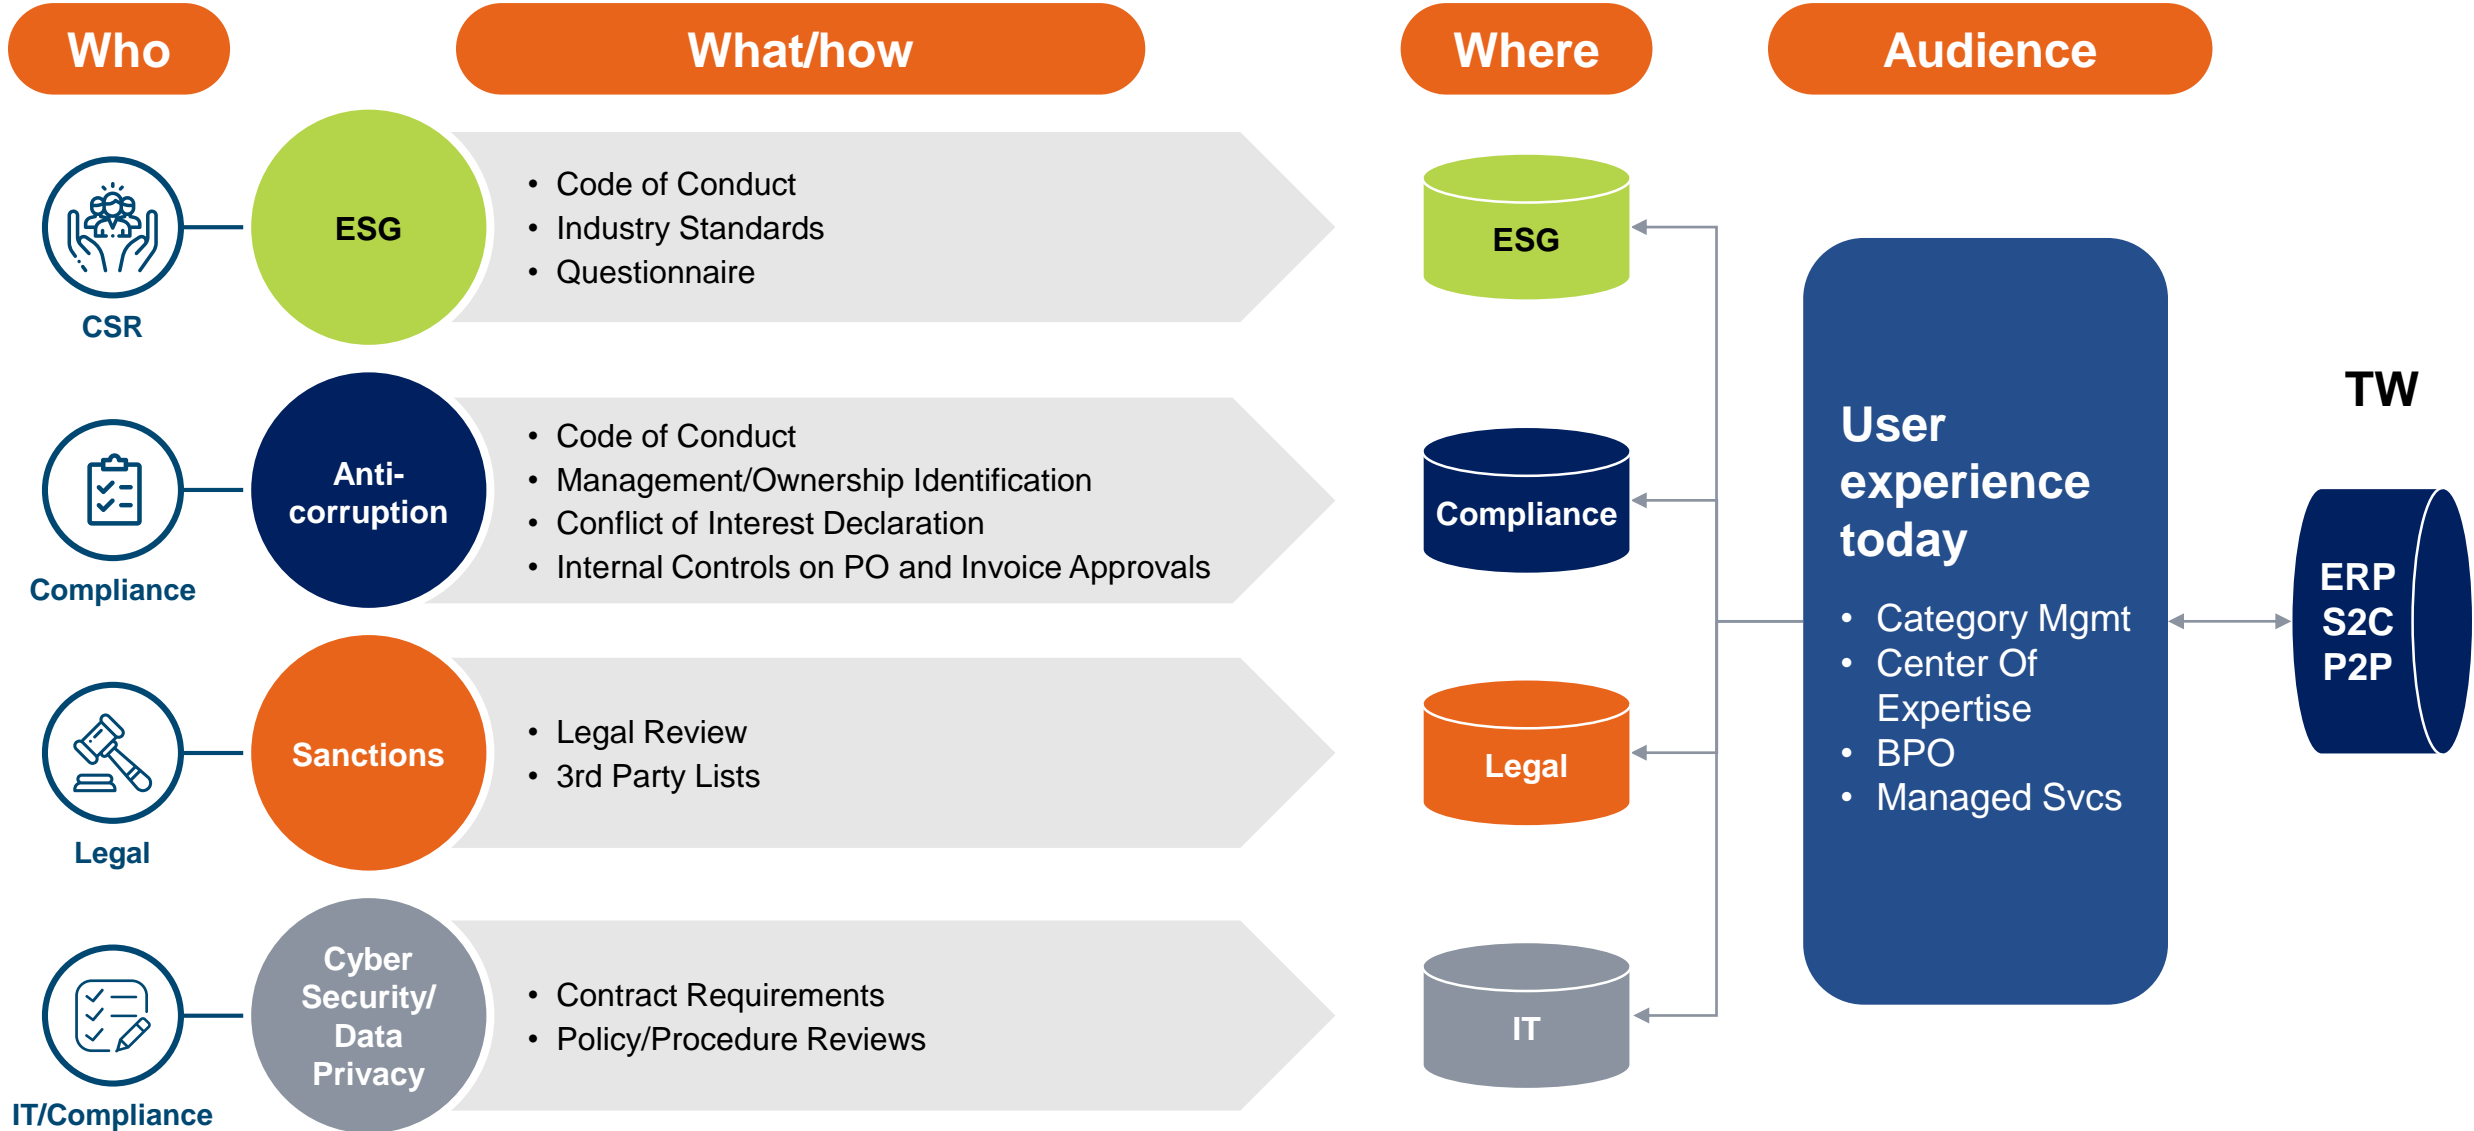 Who
What/how
Where
Audience
CSR
ESG
• Code of Conduct
• Industry Standards
• Questionnaire
ESG
Compliance
Anti-
corruption
• Code of Conduct
• Management/Ownership Identification
• Conflict of Interest Declaration
• Internal Controls on PO and Invoice Approvals
Compliance
Legal
Sanctions
• Legal Review
• 3rd Party Lists
Legal
IT/Compliance
Cyber
Security/
Data
Privacy
• Contract Requirements
• Policy/Procedure Reviews
IT
User
experience
today
• Category Mgmt
• Center Of
Expertise
• BPO
• Managed Svcs
TW
ERP
S2C
P2P